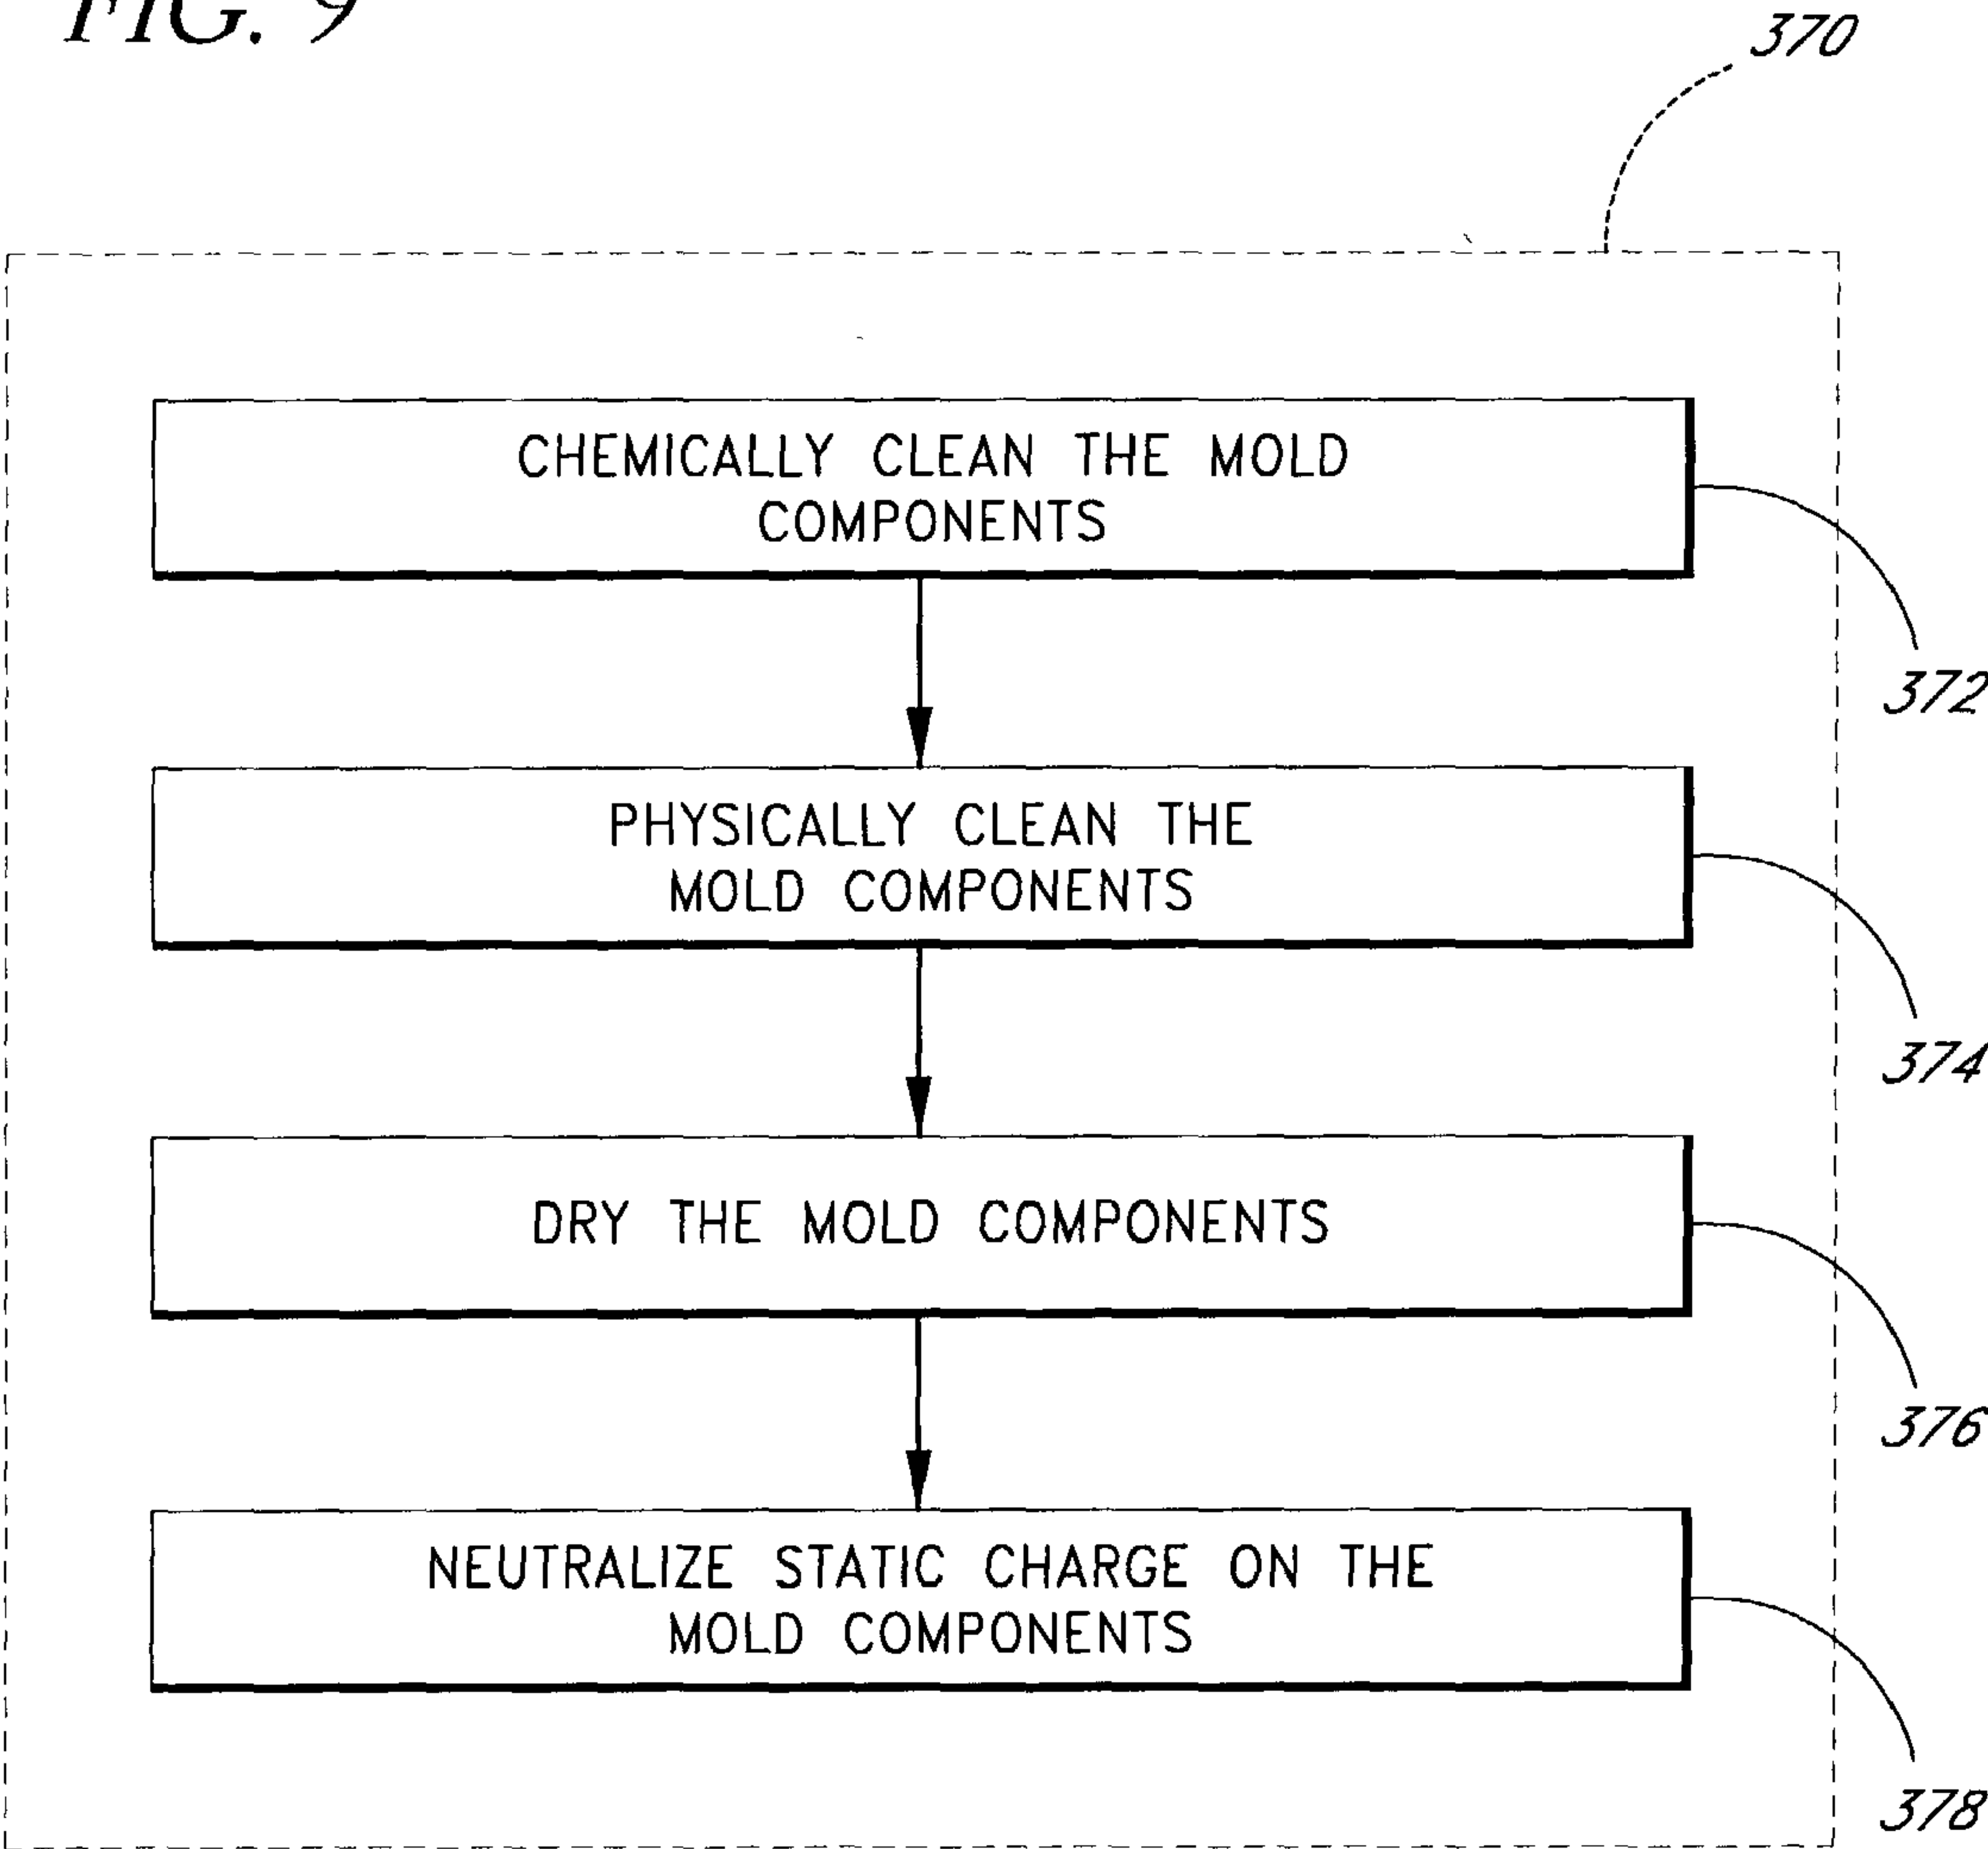 FIG. 9
370
CHEMICALLY CLEAN THE MOLD
COMPONENTS
372
PHYSICALLY CLEAN THE
MOLD COMPONENTS
374
DRY THE MOLD COMPONENTS
376
NEUTRALIZE STATIC CHARGE ON THE
MOLD COMPONENTS
378